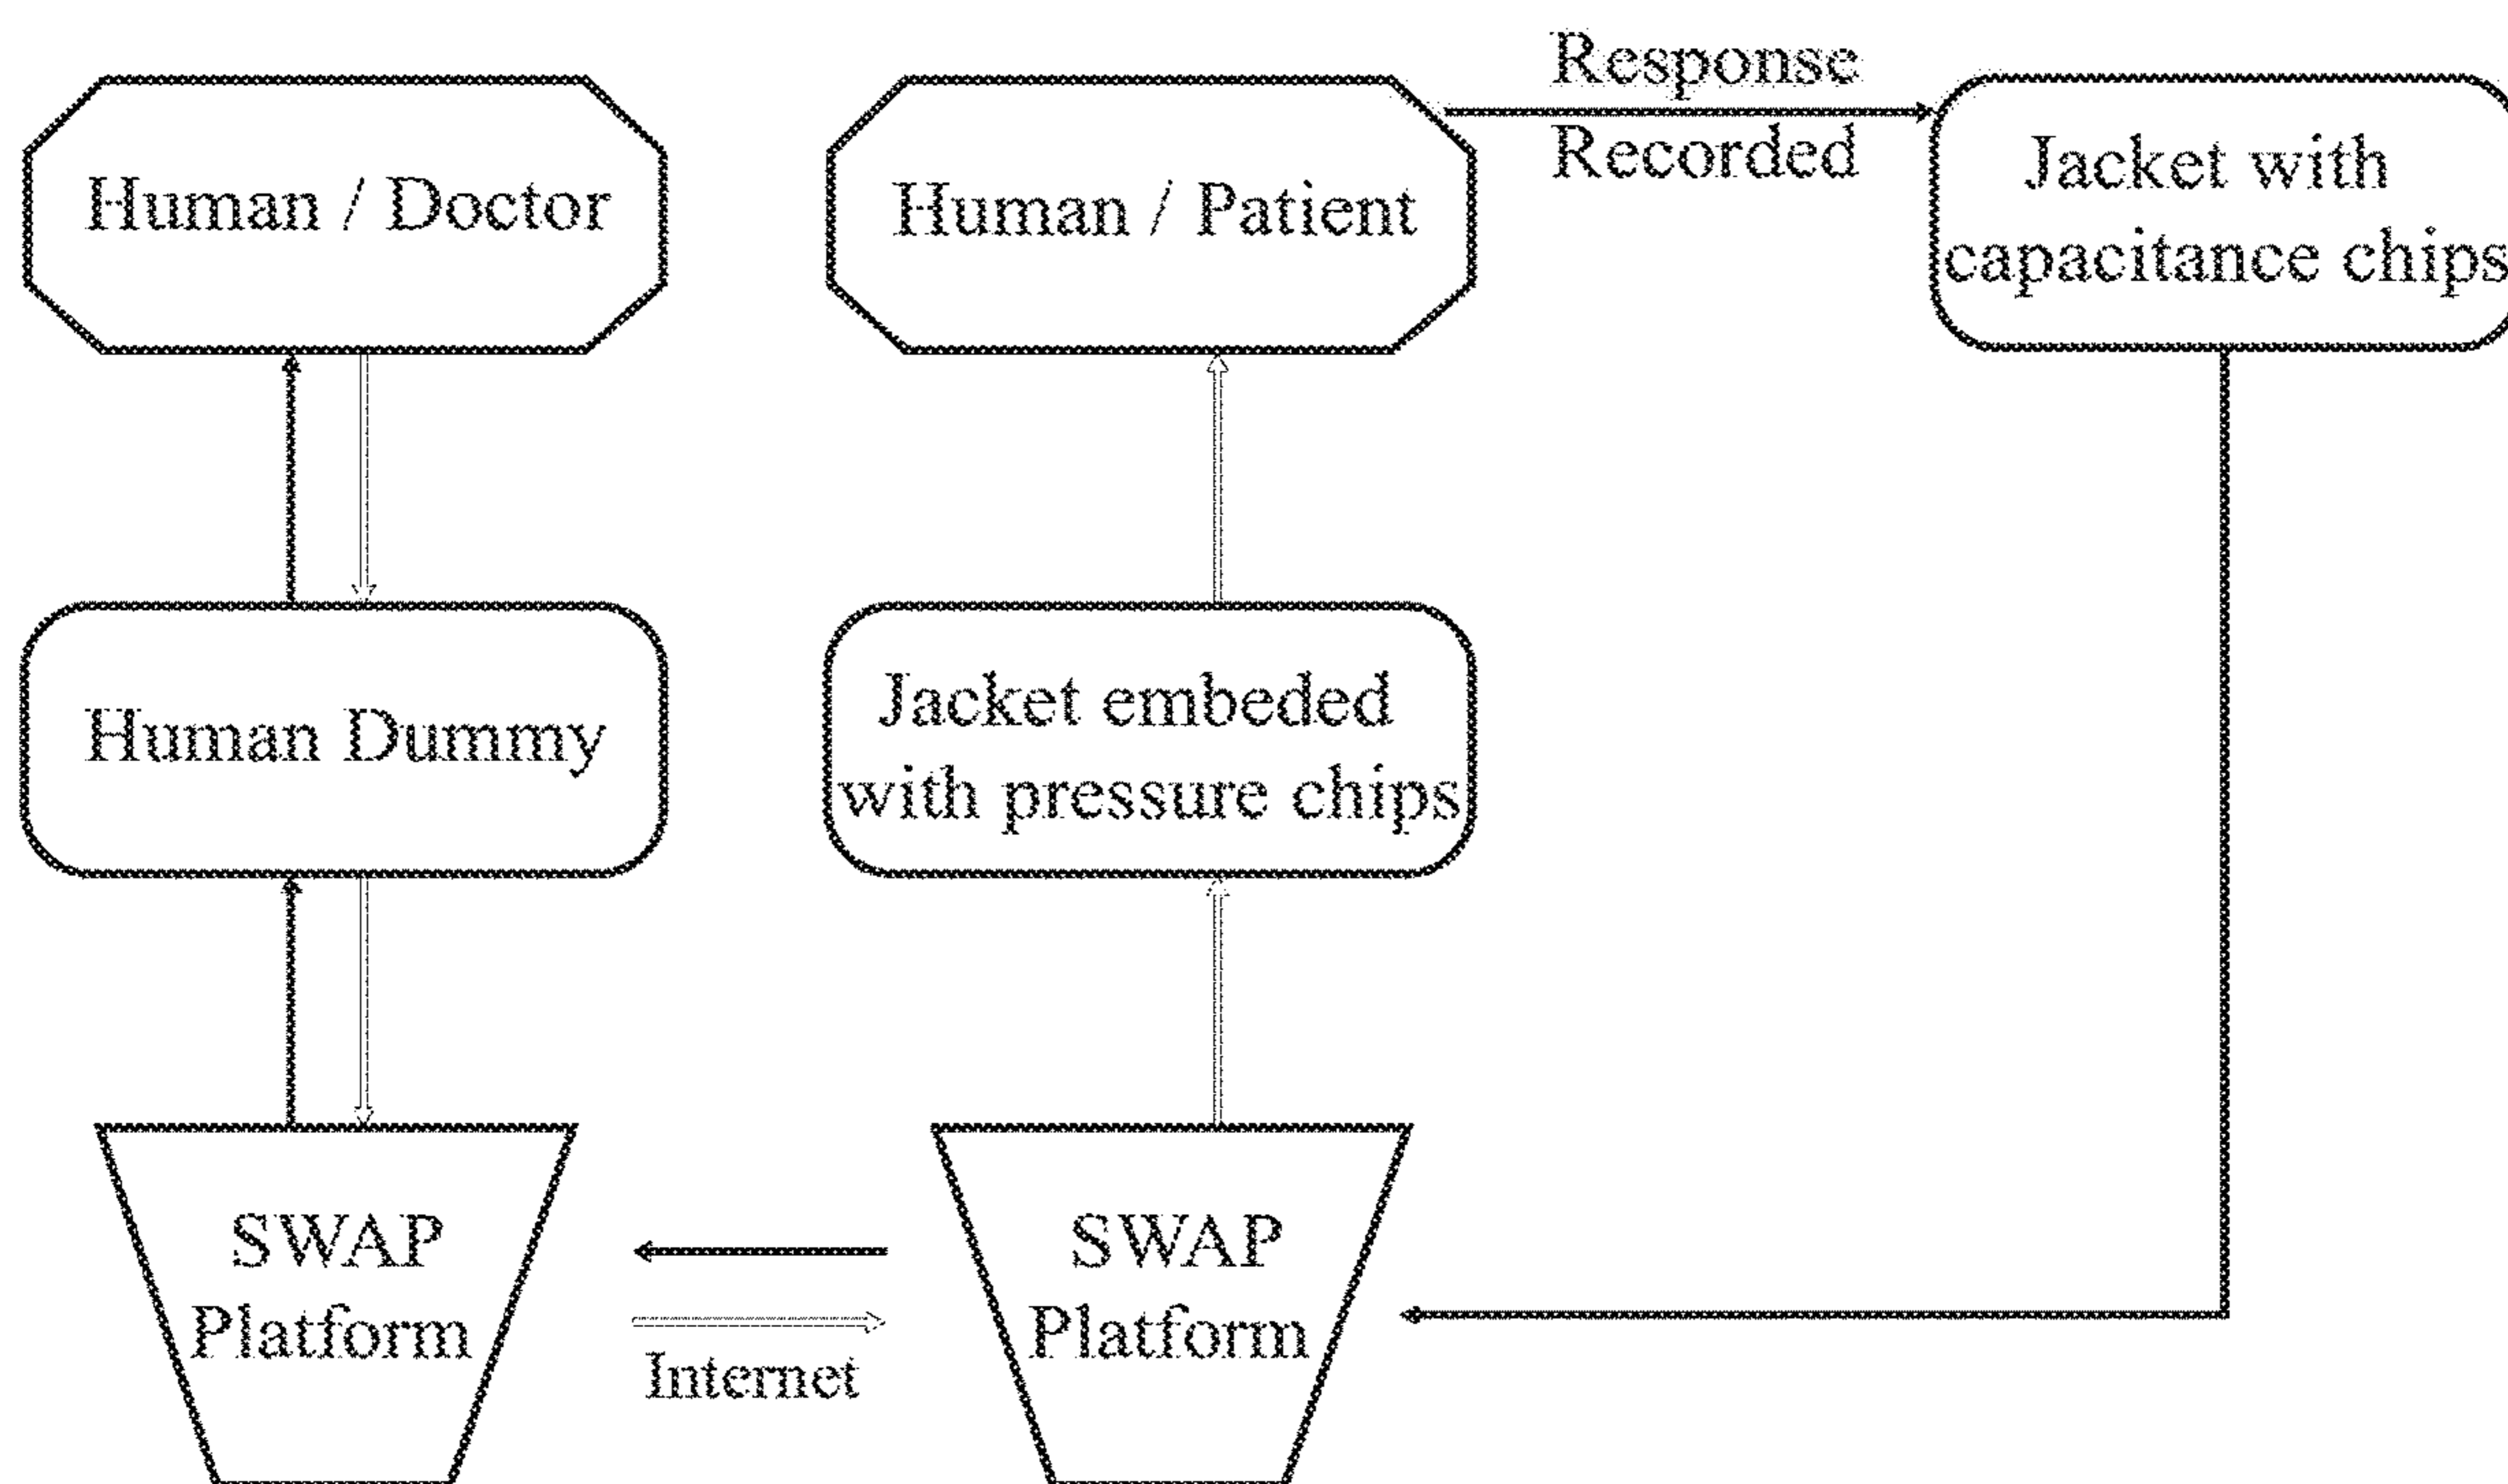 Human / Doctor
Human / Patient
Response
Recorded
Jacket with
capacitance chips
Human Dummy
Jacket embeded
with pressure chips
SWAP
Platform
Internet
SWAP
Platform